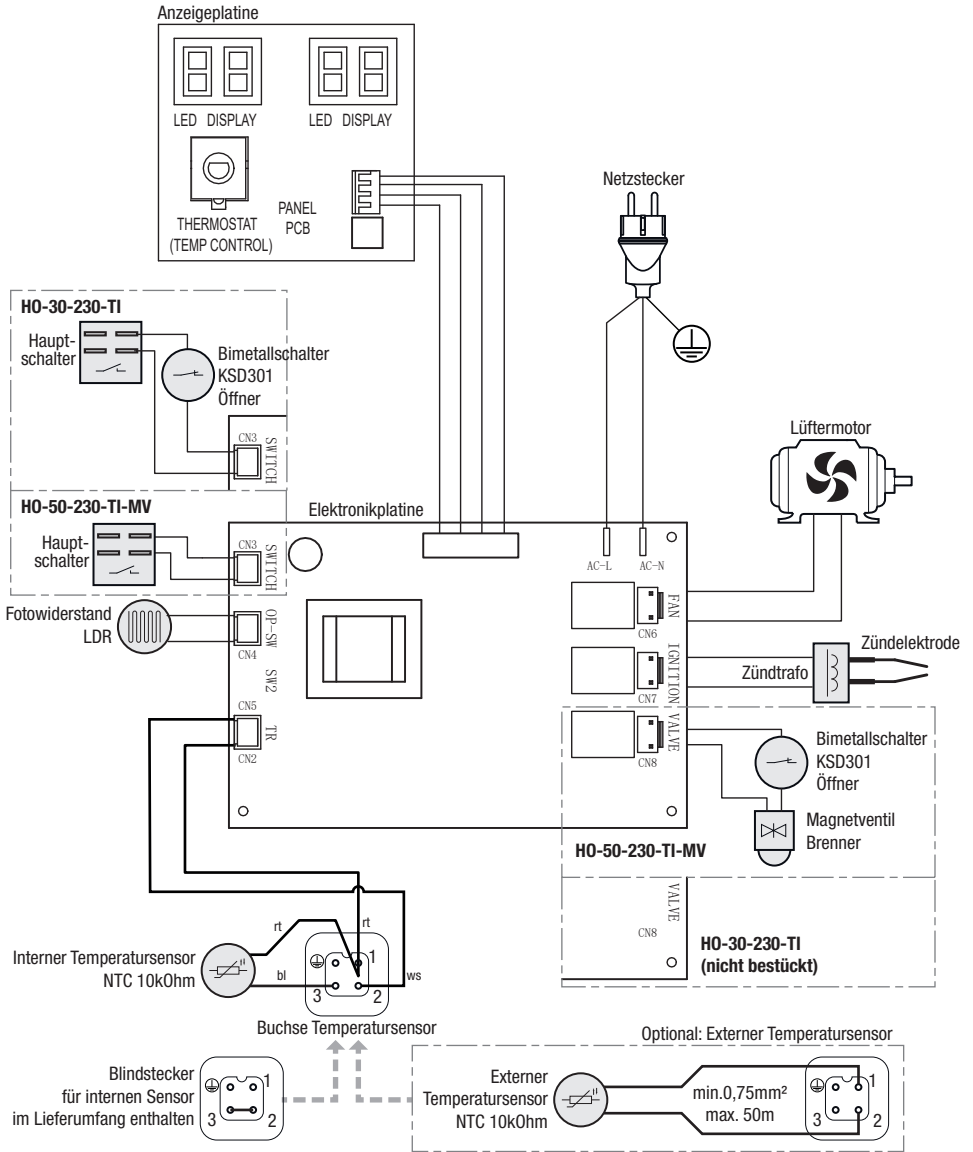 Anzeigeplatine
LED DISPLAY
LED DISPLAY
THERMOSTAT
(TEMP CONTROL)
PANEL
PCB
Netzstecker
HO-30-230-TI
Haupt-
schalter
Bimetallschalter
KSD301
Öffner
CN3
SWITCH
Lüftermotor
HO-50-230-TI-MV
Haupt-
schalter
CN3
SWITCH
Elektronikplatine
AC-L
AC-N
Fotowiderstand
LDR
OP-SW
CN4
SW2
CN5
TR
CN2
FAN
CN6
IGNITION
CN7
Zündtrafo
Zündelektrode
VALVE
CN8
Bimetallschalter
KSD301
Öffner
Magnetventil
Brenner
HO-50-230-TI-MV
VALVE
CN8
HO-30-230-TI
(nicht bestückt)
Interner Temperatursensor
NTC 10kOhm
rt
bl
rt
ws
1
2
3
Buchse Temperatursensor
Blindstecker
für internen Sensor
im Lieferumfang enthalten
1
2
3
Optional: Externer Temperatursensor
Externer
Temperatursensor
NTC 10kOhm
min.0,75mm²
max. 50m
1
2
3